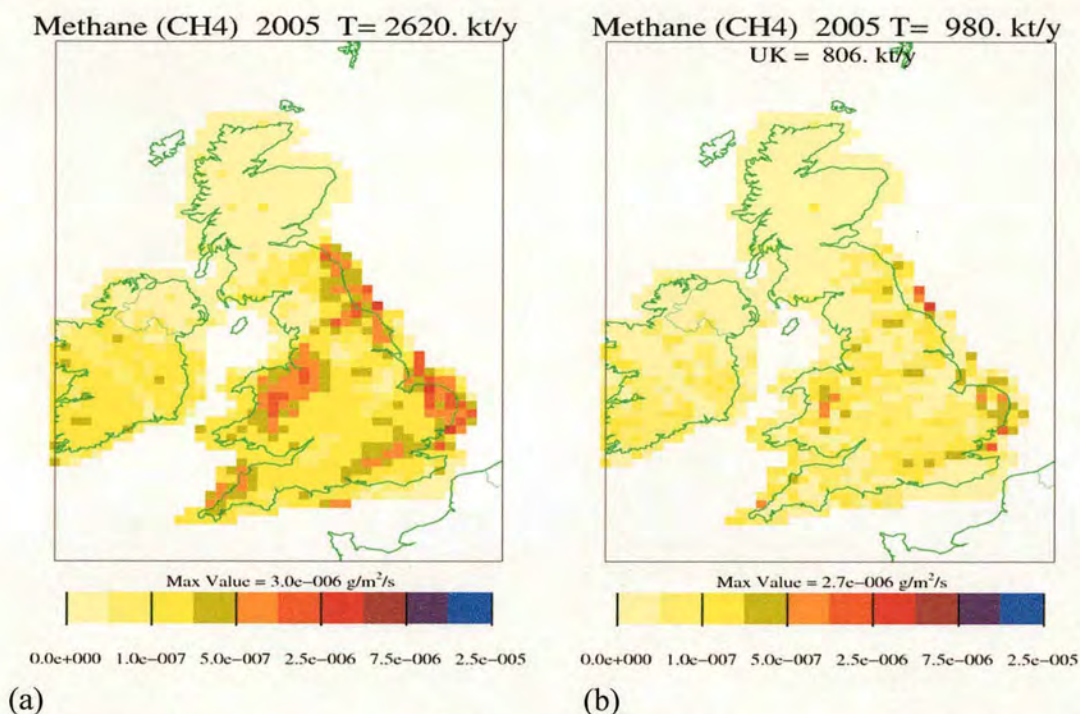 Methane (CH4) 2005 T= 2620. kt/y
Max Value = 3.0e−006 g/m²/s
0.0e+000 1.0e−007 5.0e−007 2.5e−006 7.5e−006 2.5e−005
(a)
Methane (CH4) 2005 T= 980. kt/y
UK = 806. kt/y
Max Value = 2.7e−006 g/m²/s
0.0e+000 1.0e−007 5.0e−007 2.5e−006 7.5e−006 2.5e−005
(b)